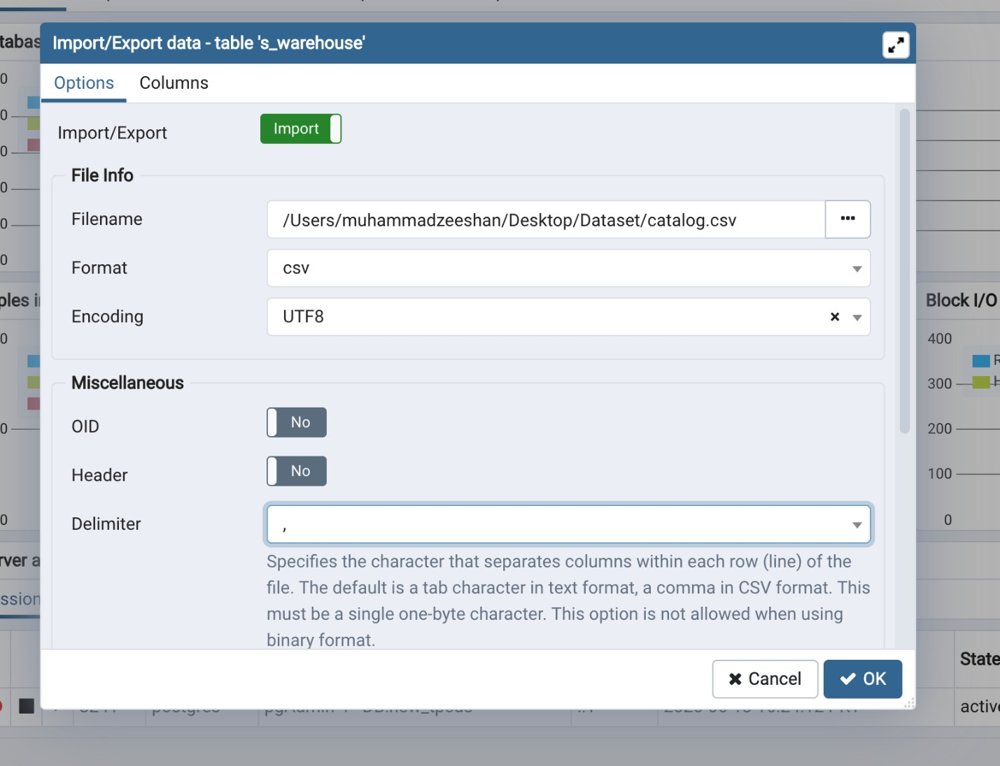 Import/Export data - table 's_warehouse'
Options Columns
Import/Export Import
File Info
Filename /Users/muhammadzeeshan/Desktop/Dataset/catalog.csv •••
Format csv
Encoding UTF8
Miscellaneous
OID No
Header No
Delimiter ,
Specifies the character that separates columns within each row (line) of the
file. The default is a tab character in text format, a comma in CSV format. This
must be a single one-byte character. This option is not allowed when using
binary format.
Cancel OK
Block I/O
400
300
200
100
0
State
active